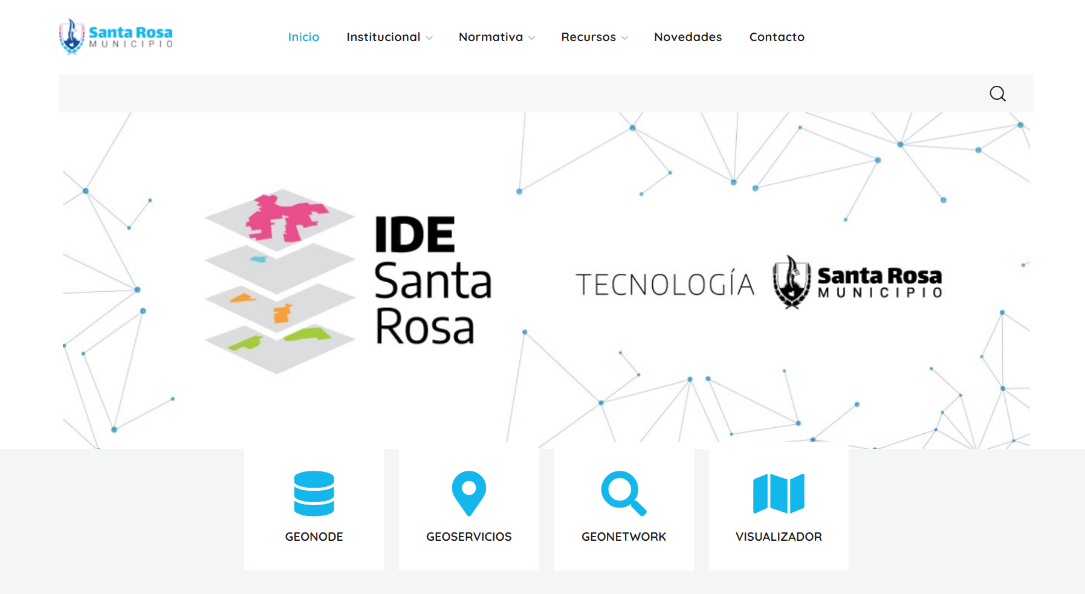 Santa Rosa
MUNICIPIO
Inicio Institucional Normativa Recursos Novedades Contacto
IDE
Santa
Rosa
TECNOLOGÍA
Santa Rosa
MUNICIPIO
GEONODE GEOSERVICIOS GEONETWORK VISUALIZADOR